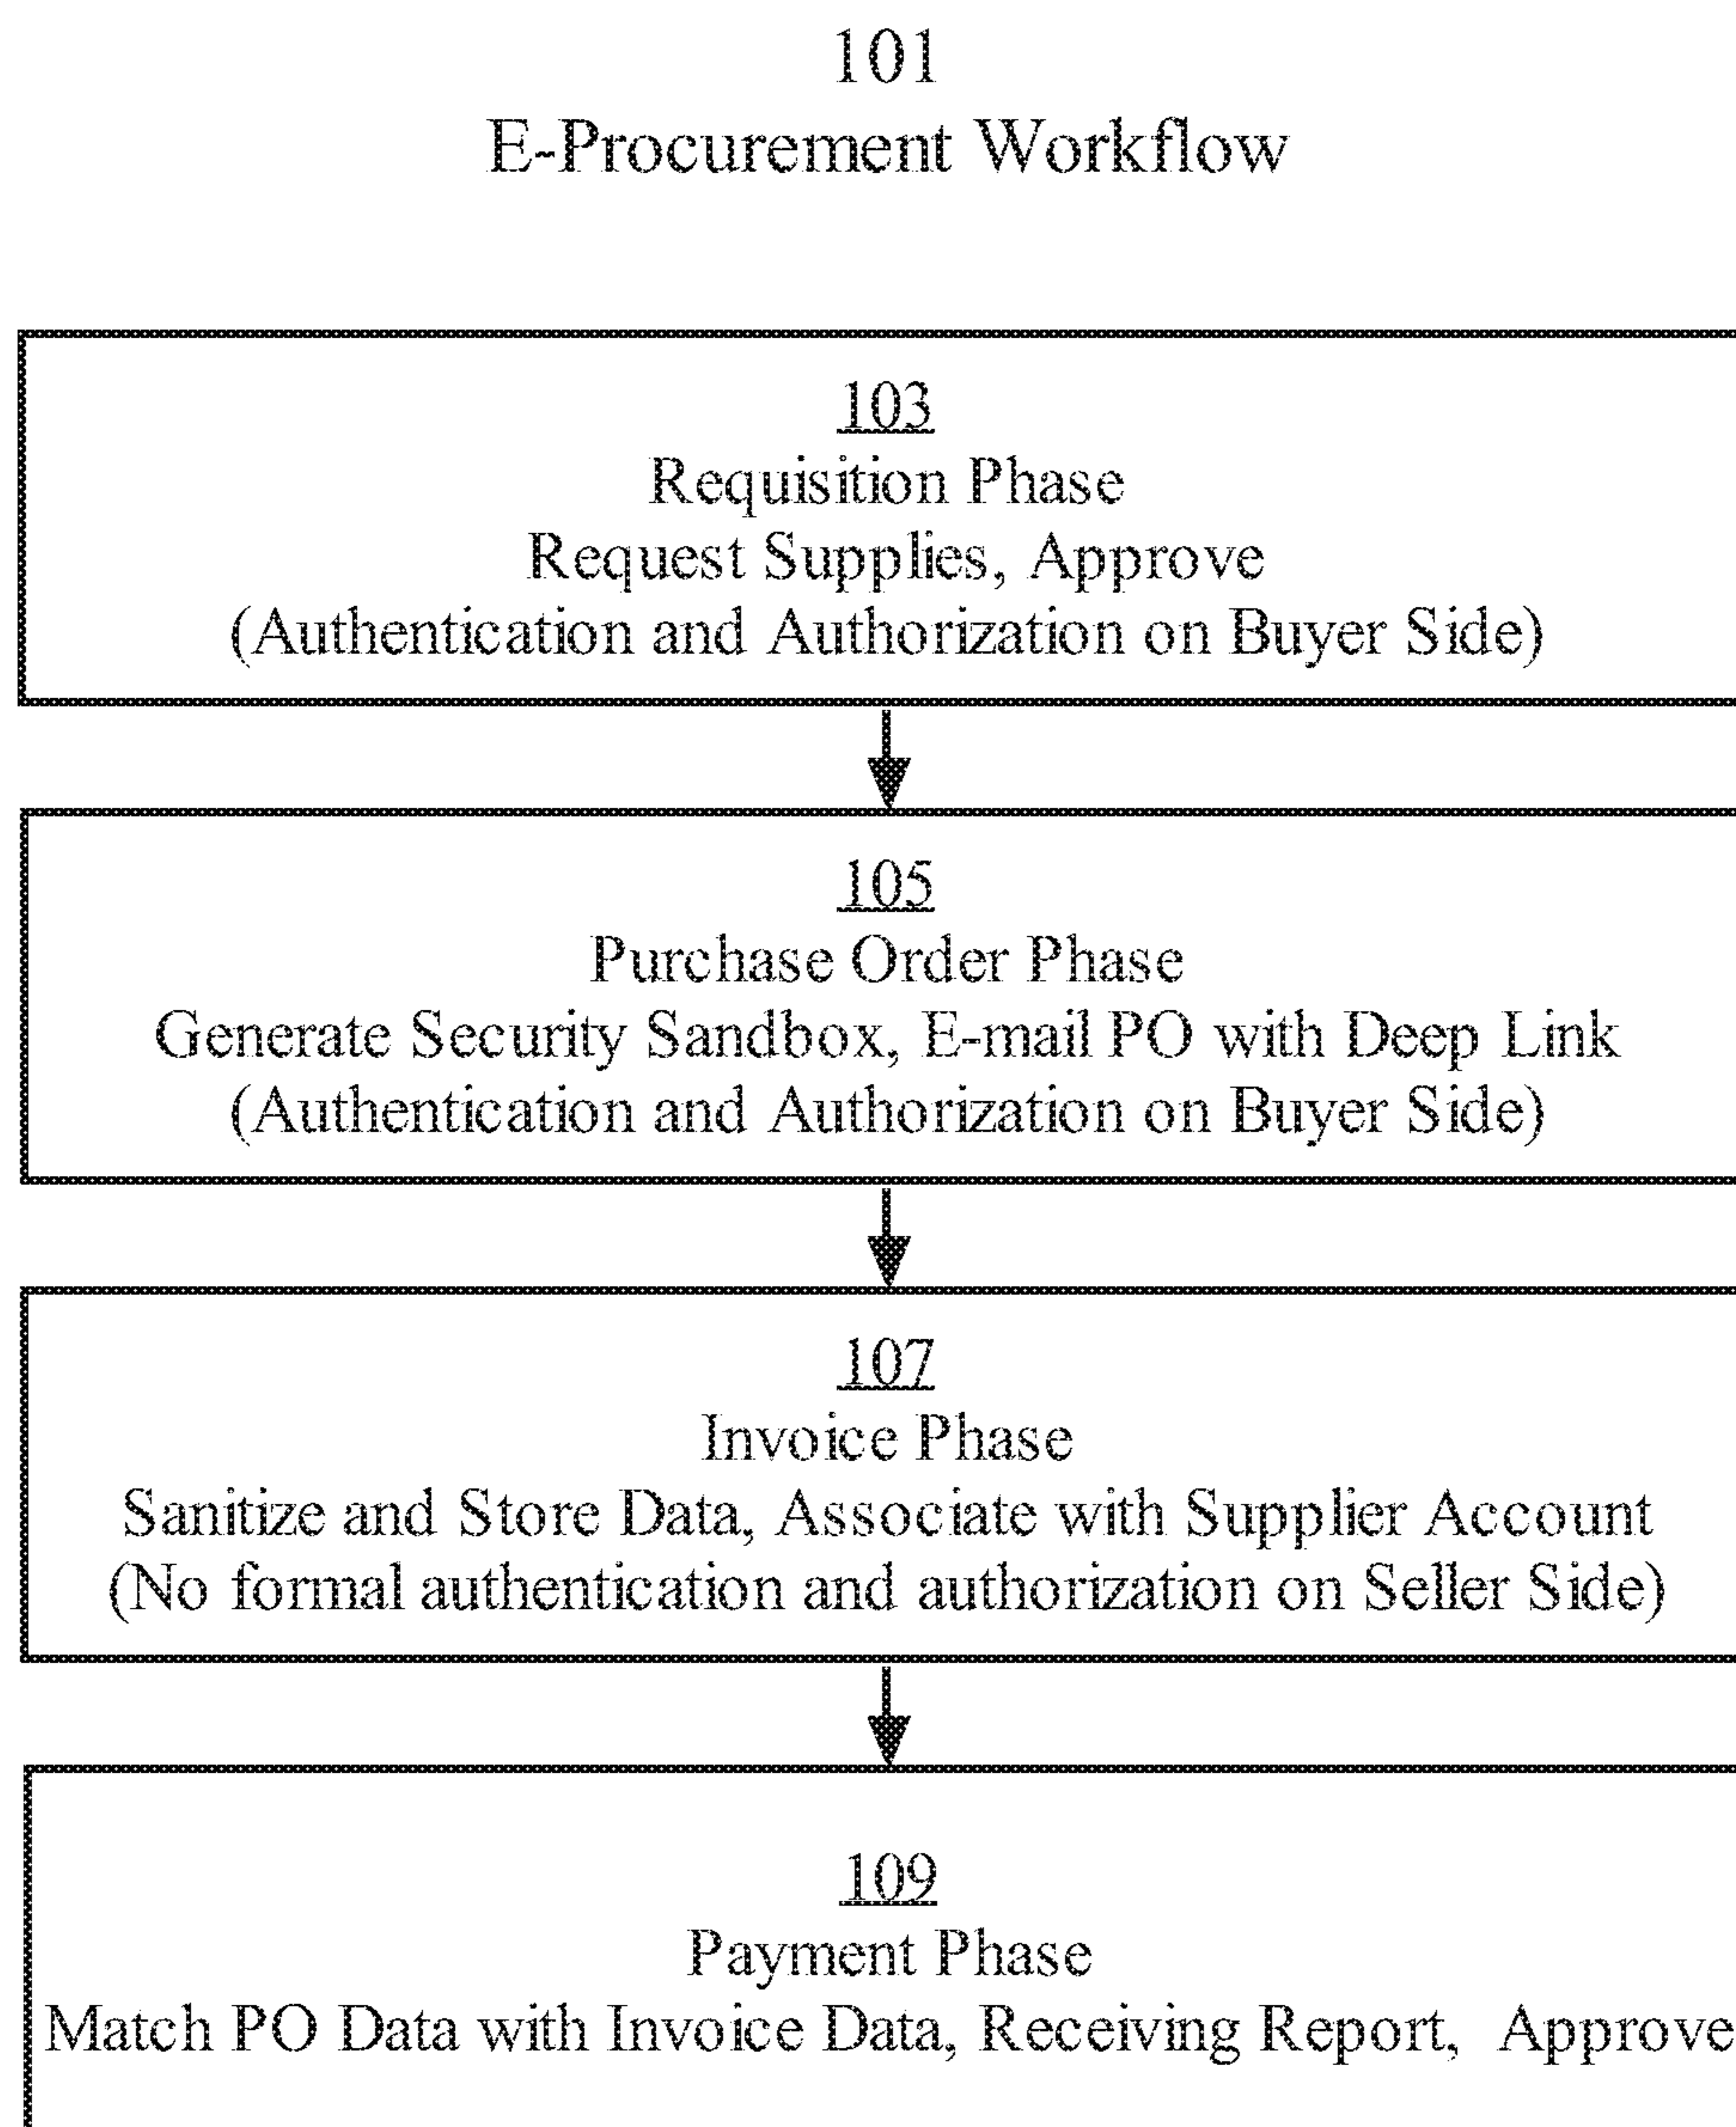 101
E-Procurement Workflow
103
Requisition Phase
Request Supplies, Approve
(Authentication and Authorization on Buyer Side)
105
Purchase Order Phase
Generate Security Sandbox, E-mail PO with Deep Link
(Authentication and Authorization on Buyer Side)
107
Invoice Phase
Sanitize and Store Data, Associate with Supplier Account
(No formal authentication and authorization on Seller Side)
109
Payment Phase
Match PO Data with Invoice Data, Receiving Report, Approve